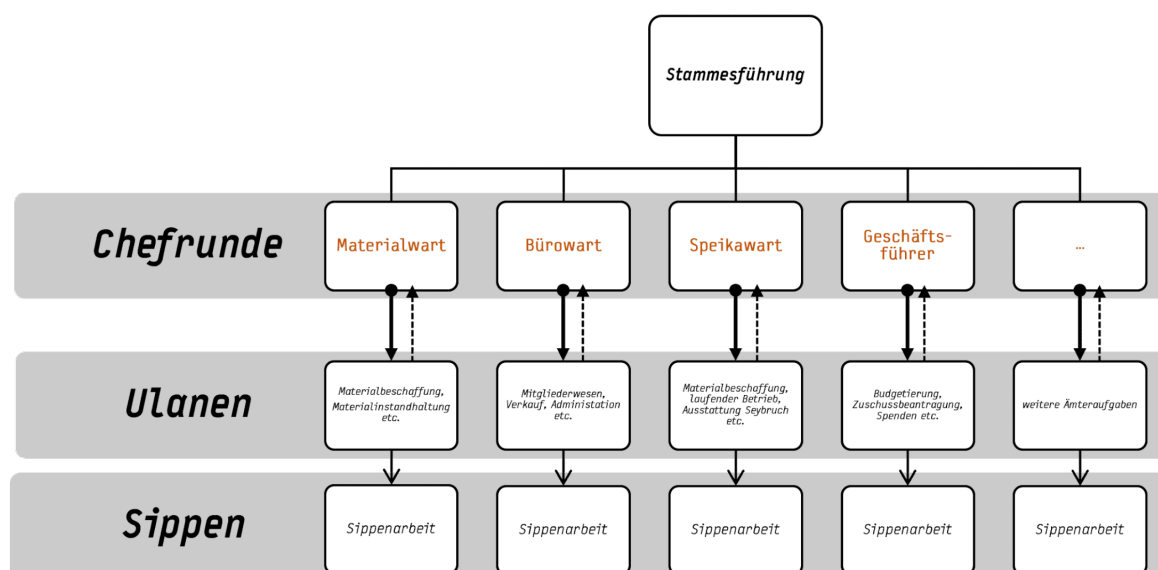 Stammesführung
Chefrunde
Materialwart
Bürowart
Speikawart
Geschäfts-
führer
…
Ulanen
Materialbeschaffung,
Materialinstandhaltung
etc.
Mitgliederwesen,
Verkauf, Administation
etc.
Materialbeschaffung,
laufender Betrieb,
Ausstattung Seybruch
etc.
Budgetierung,
Zuschussbeantragung,
Spenden etc.
weitere Ämteraufgaben
Sippen
Sippenarbeit
Sippenarbeit
Sippenarbeit
Sippenarbeit
Sippenarbeit